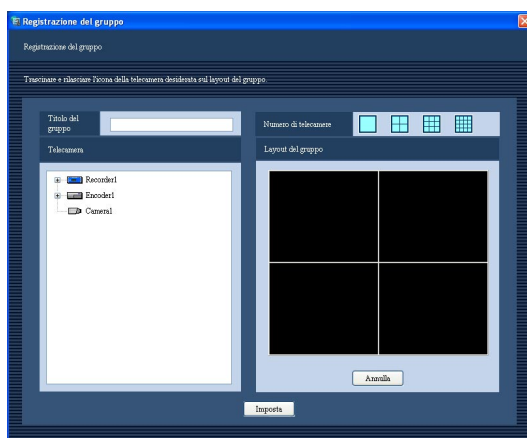 Registrazione del gruppo
Registrazione del gruppo
Trascinare e rilasciare l'icona della telecamera desiderata sul layout del gruppo.
Titolo del
gruppo
Numero di telecamere
Telecamera
Layout del gruppo
Recorder1
Encoder1
Camera1
Annulla
Imposta